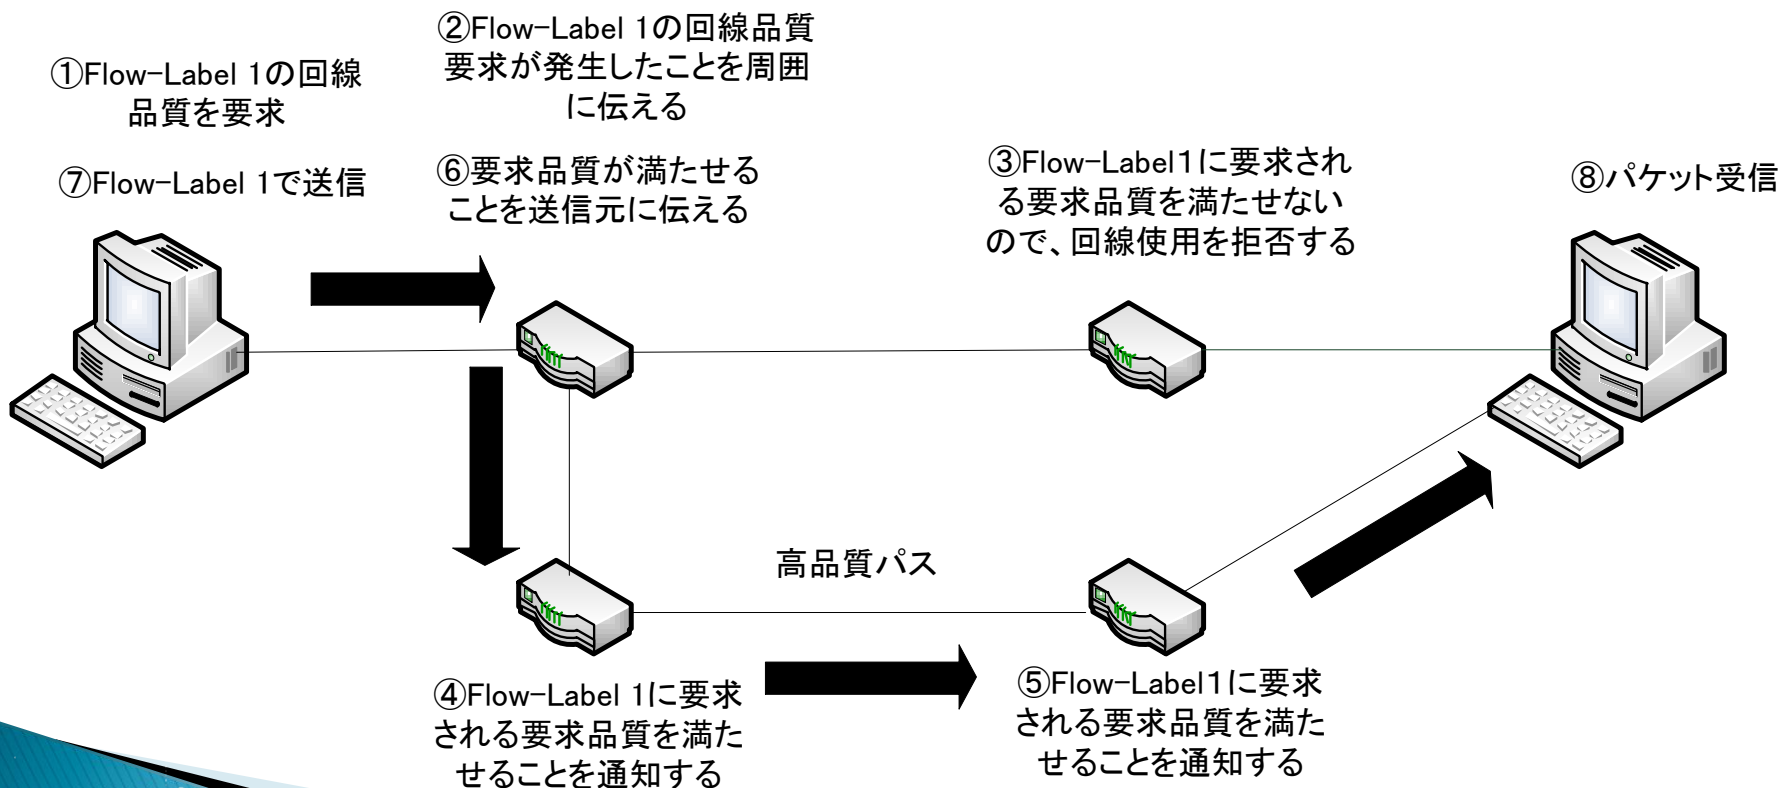 ①Flow-Label 1の回線
品質を要求
⑦Flow-Label 1で送信
②Flow-Label 1の回線品質
要求が発生したことを周囲
に伝える
⑥要求品質が満たせる
ことを送信元に伝える
③Flow-Label１に要求され
る要求品質を満たせない
ので、回線使用を拒否する
⑧パケット受信
高品質パス
④Flow-Label 1に要求
される要求品質を満た
せることを通知する
⑤Flow-Label１に要求
される要求品質を満た
せることを通知する